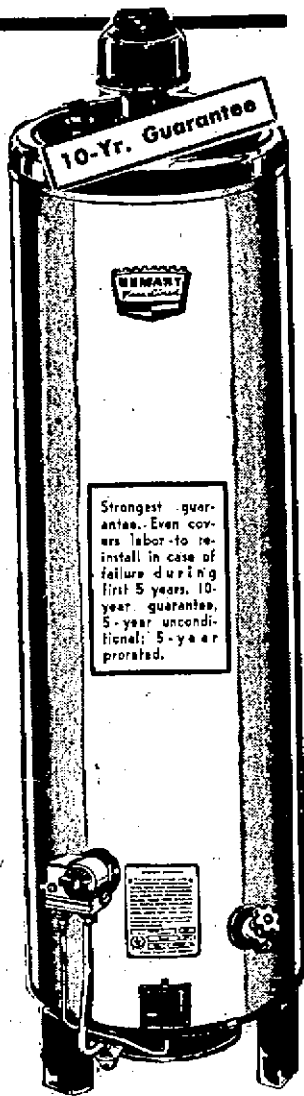 10-Yr. Guarantee
Strongest guar-
antee. Even cov-
ers labor to re-
install in case of
failure during
first 5 years. 10-
year guarantee,
5-year uncondi-
tional; 5-year
prorated.